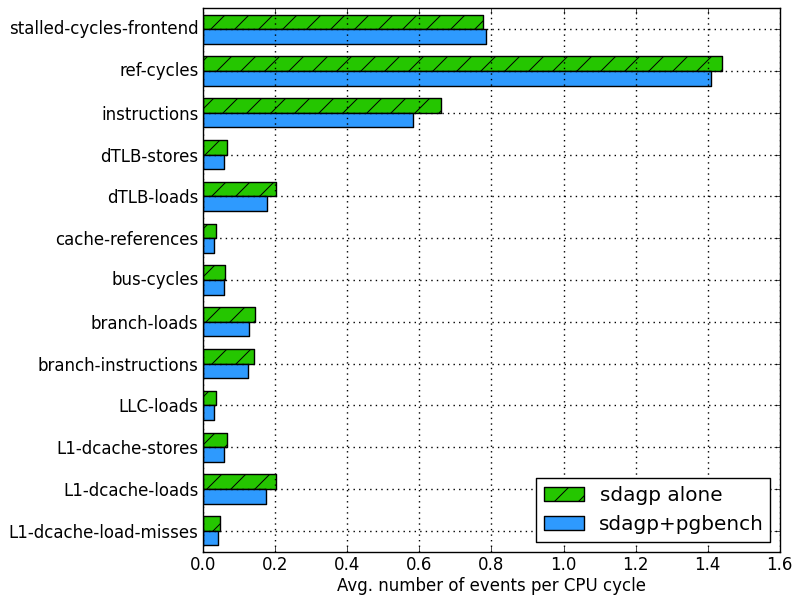 stalled-cycles-frontend
ref-cycles
instructions
dTLB-stores
dTLB-loads
cache-references
bus-cycles
branch-loads
branch-instructions
LLC-loads
L1-dcache-stores
L1-dcache-loads
L1-dcache-load-misses
sdagp alone
sdagp+pgbench
0.0 0.2 0.4 0.6 0.8 1.0 1.2 1.4 1.6
Avg. number of events per CPU cycle